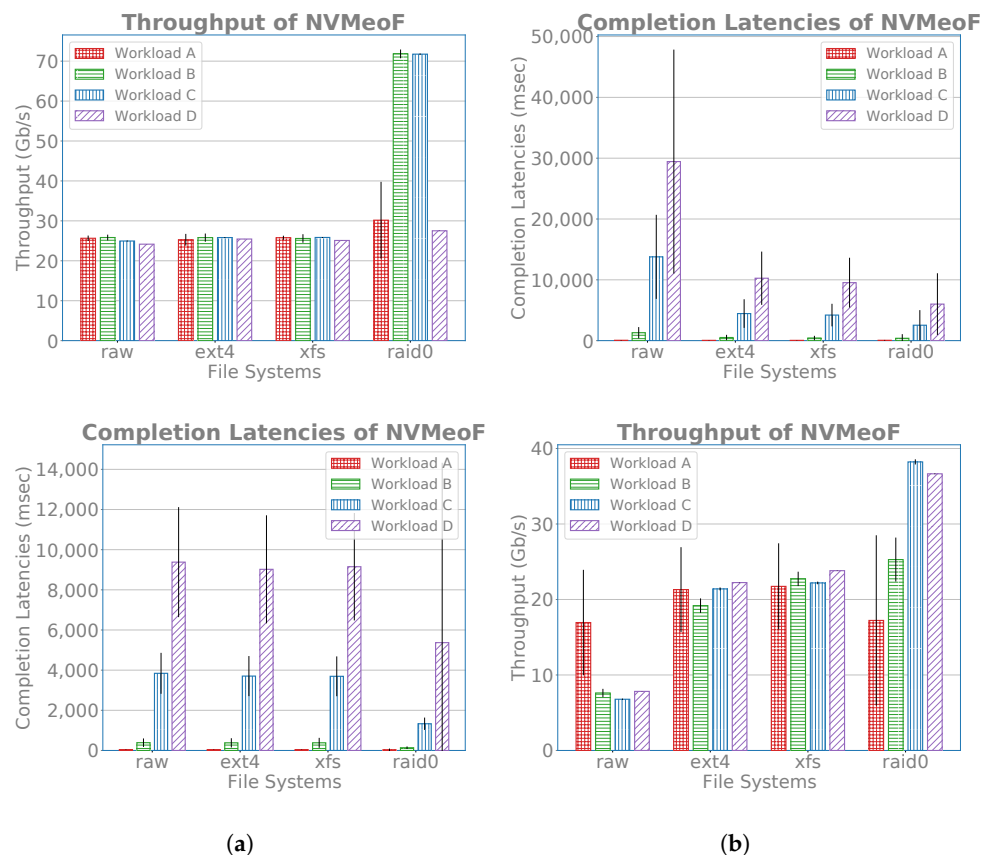 Throughput of NVMeoF
Throughput (Gb/s)
70
60
50
40
30
20
10
0
Workload A
Workload B
Workload C
Workload D
raw ext4 xfs raid0
File Systems
Completion Latencies of NVMeoF
Completion Latencies (msec)
50,000
40,000
30,000
20,000
10,000
0
Workload A
Workload B
Workload C
Workload D
raw ext4 xfs raid0
File Systems
Completion Latencies of NVMeoF
Completion Latencies (msec)
14,000
12,000
10,000
8,000
6,000
4,000
2,000
0
Workload A
Workload B
Workload C
Workload D
raw ext4 xfs raid0
File Systems
Throughput of NVMeoF
Throughput (Gb/s)
40
30
20
10
0
Workload A
Workload B
Workload C
Workload D
raw ext4 xfs raid0
File Systems
(a) (b)